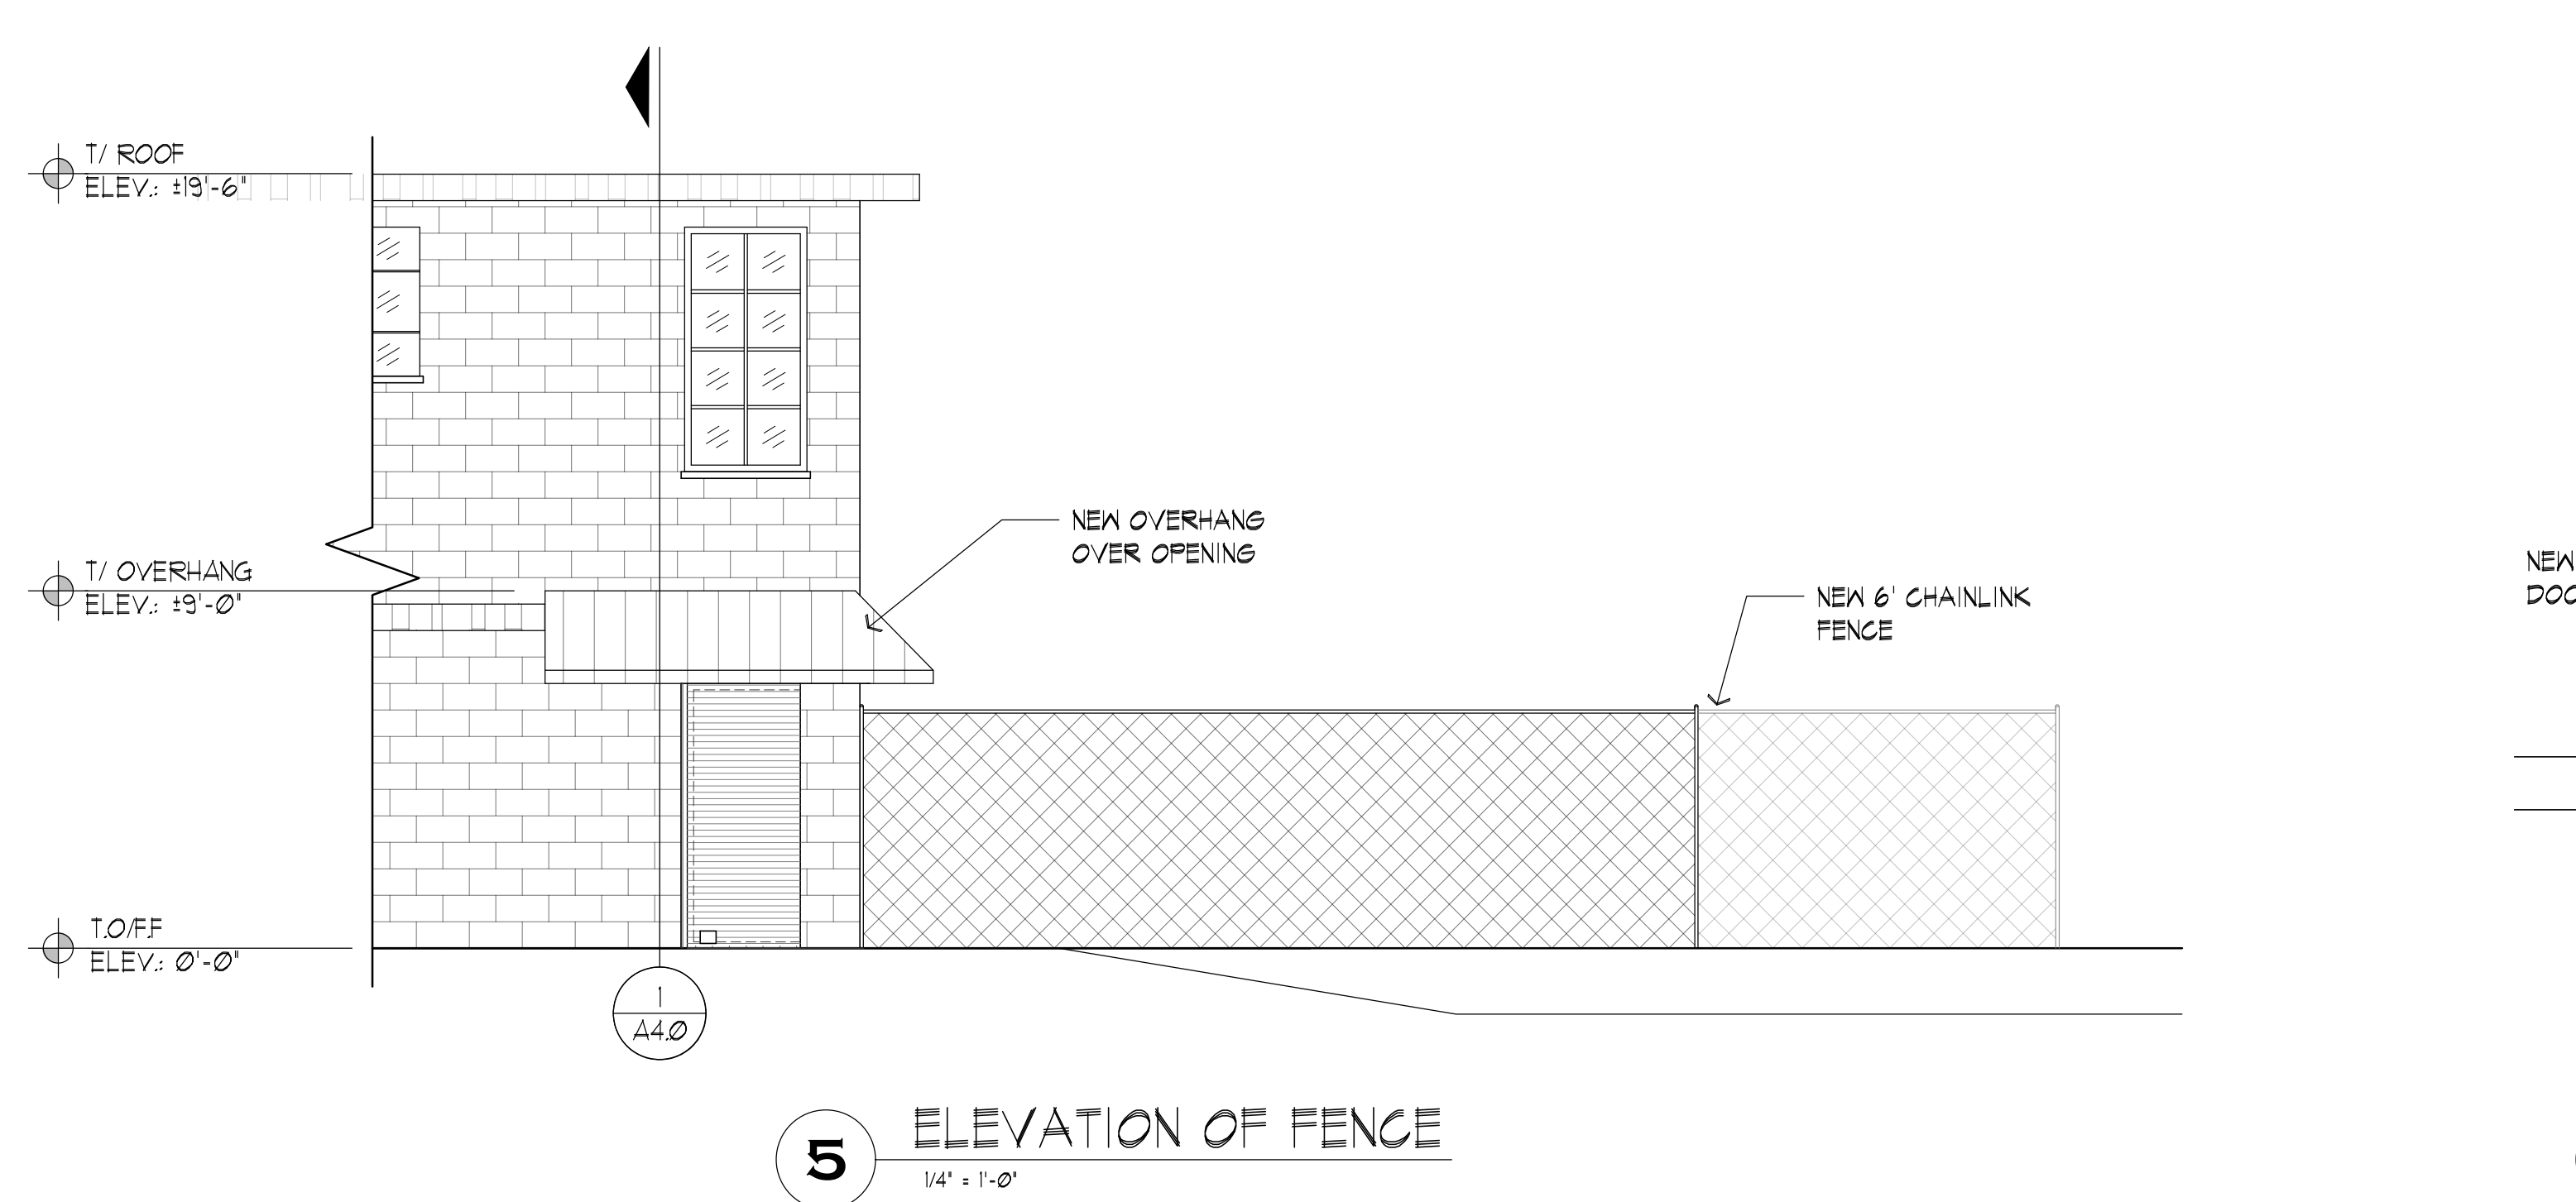 T/ ROOF
ELEV.: ±19'-6"
NEW OVERHANG
OVER OPENING
T/ OVERHANG
ELEV.: ±9'-0"
NEW 6' CHAINLINK
FENCE
NEW
T.O/F.F
ELEV.: 0'-0"
1
A4.0
5
ELEVATION OF FENCE
1/4" = 1'-0"